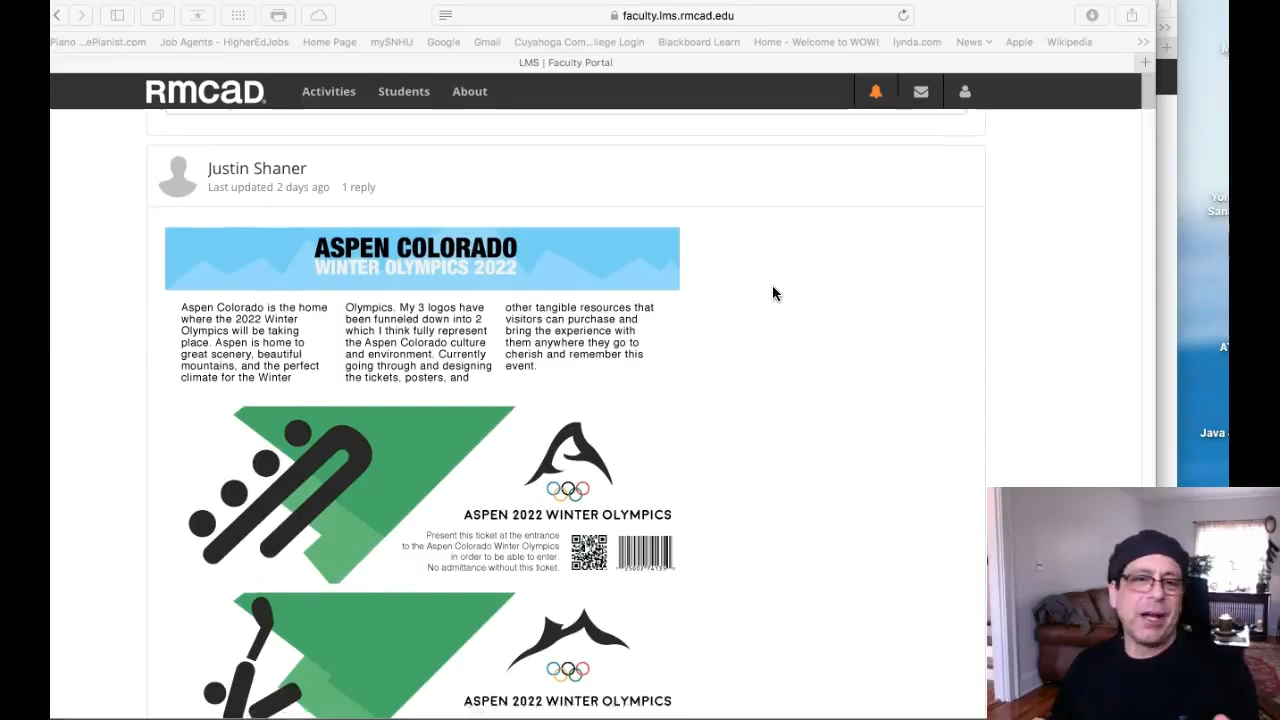 faculty.lms.rmcad.edu
Piano ...ePianist.com Job Agents - HigherEdJobs Home Page mySNHU Google Gmail Cuyahoga Com...llege Login Blackboard Learn Home - Welcome to WOW! lynda.com News Apple Wikipedia
LMS | Faculty Portal
RMCAD Activities Students About
Justin Shaner
Last updated 2 days ago 1 reply
ASPEN COLORADO
WINTER OLYMPICS 2022
Aspen Colorado is the home
where the 2022 Winter
Olympics will be taking
place. Aspen is home to
great scenery, beautiful
mountains, and the perfect
climate for the Winter
Olympics. My 3 logos have
been funneled down into 2
which I think fully represent
the Aspen Colorado culture
and environment. Currently
going through and designing
the tickets, posters, and
other tangible resources that
visitors can purchase and
bring the experience with
them anywhere they go to
cherish and remember this
event.
ASPEN 2022 WINTER OLYMPICS
Present this ticket at the entrance
to the Aspen Colorado Winter Olympics
in order to be able to enter.
No admittance without this ticket.
ASPEN 2022 WINTER OLYMPICS
Java